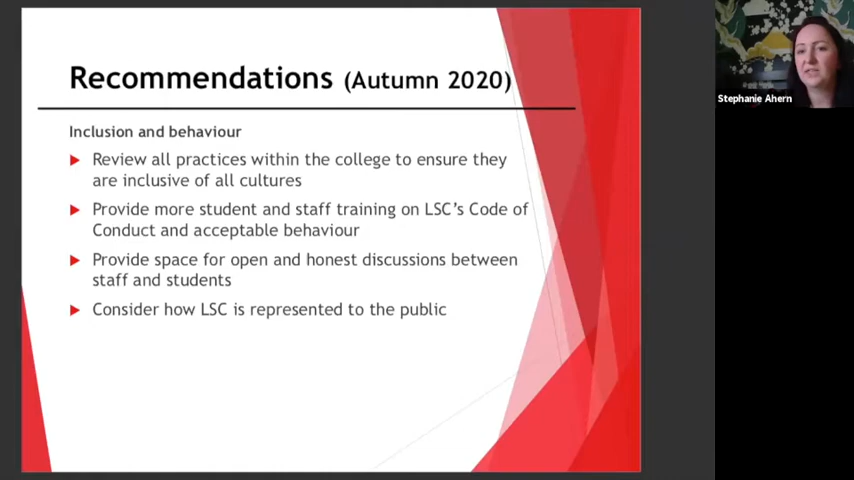 Recommendations (Autumn 2020)
Inclusion and behaviour
Review all practices within the college to ensure they
are inclusive of all cultures
Provide more student and staff training on LSC's Code of
Conduct and acceptable behaviour
Provide space for open and honest discussions between
staff and students
Consider how LSC is represented to the public
Stephanie Ahern